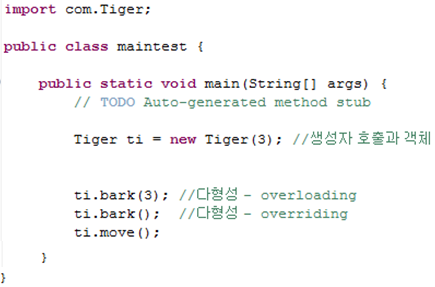 import com.Tiger;
public class maintest {
public static void main(String[] args) {
// TODO Auto-generated method stub
Tiger ti = new Tiger(3); //생성자 호출과 객체
ti.bark(3); //다형성 - overloading
ti.bark(); //다형성 - overriding
ti.move();
}
}